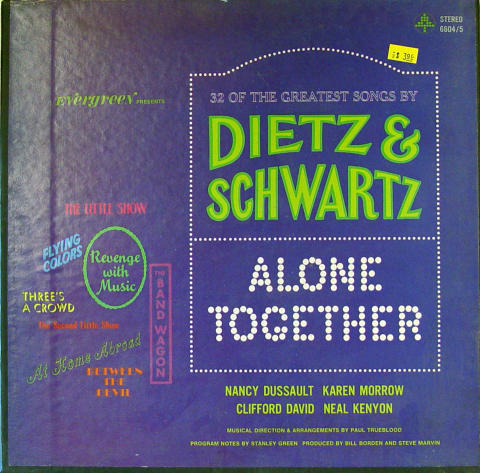 STEREO
6604/5
$3.98
Evergreen PRESENTS
32 OF THE GREATEST SONGS BY
DIETZ &
SCHWARTZ
ALONE
TOGETHER
THE LITTLE SHOW
FLYING
COLORS
Revenge
with
Music
THREE'S
A CROWD
THE BAND WAGON
The Second Little Show
At Home Abroad
BETWEEN
THE
DEVIL
NANCY DUSSAULT KAREN MORROW
CLIFFORD DAVID NEAL KENYON
MUSICAL DIRECTION & ARRANGEMENTS BY PAUL TRUEBLOOD
PROGRAM NOTES BY STANLEY GREEN PRODUCED BY BILL BORDEN AND STEVE MARVIN